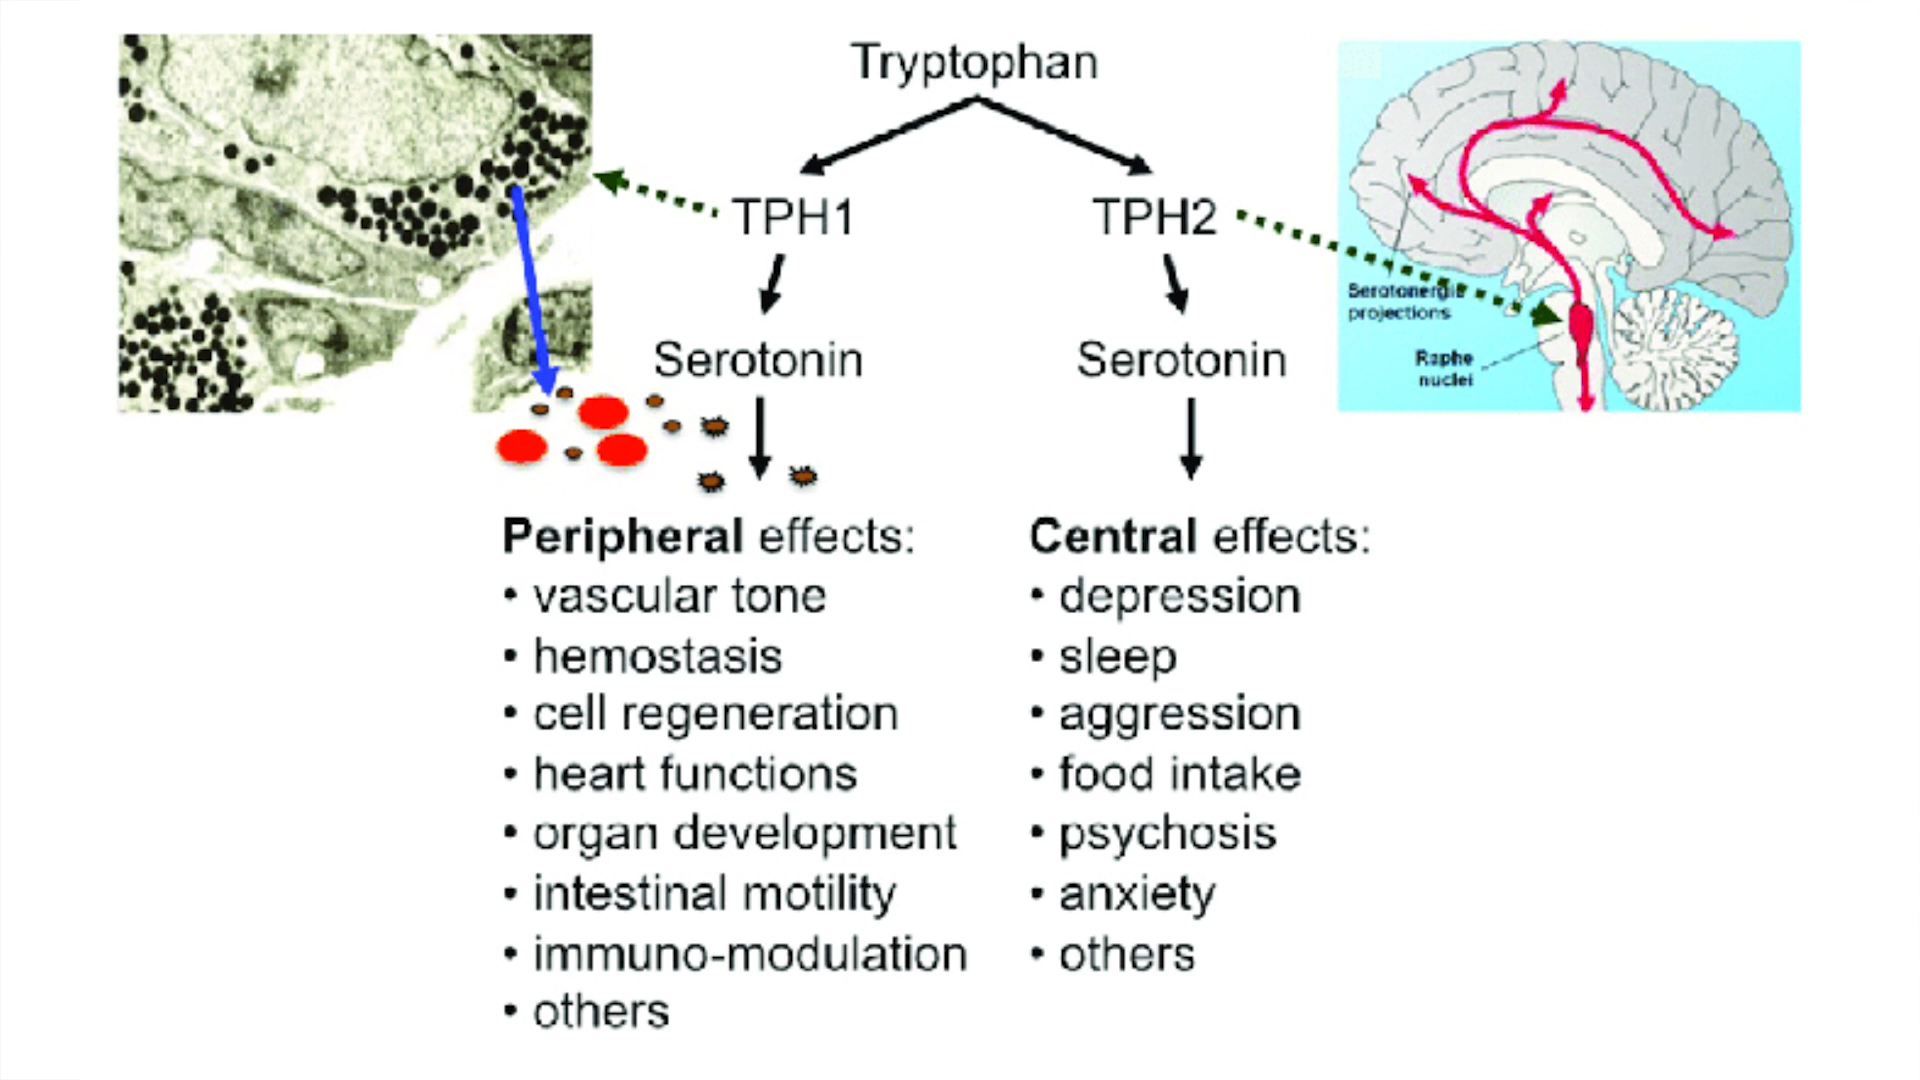 Tryptophan
TPH1
TPH2
Serotonin
Serotonin
Serotonergic
projections
Raphe
nuclei
Peripheral effects:
• vascular tone
• hemostasis
• cell regeneration
• heart functions
• organ development
• intestinal motility
• immuno-modulation
• others
Central effects:
• depression
• sleep
• aggression
• food intake
• psychosis
• anxiety
• others